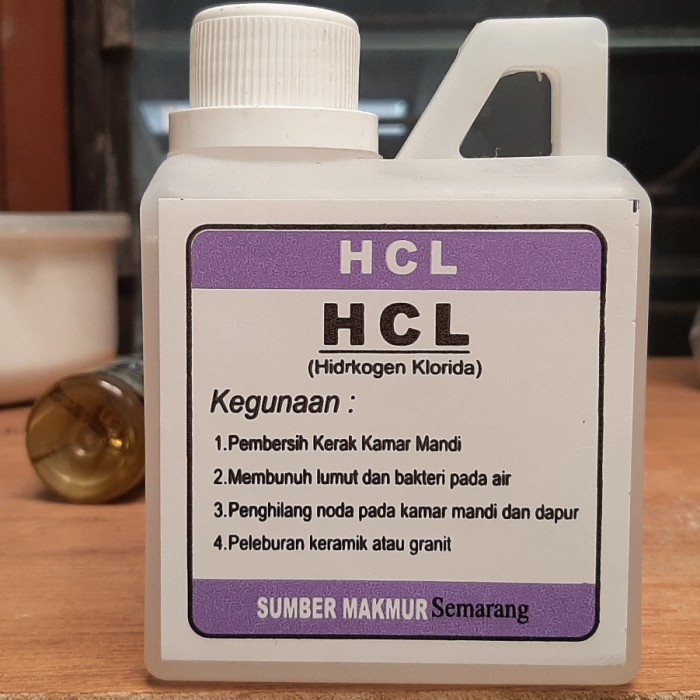 HCL
HCL
(Hidrkogen Klorida)
Kegunaan :
1.Pembersih Kerak Kamar Mandi
2.Membunuh lumut dan bakteri pada air
3.Penghilang noda pada kamar mandi dan dapur
4.Peleburan keramik atau granit
SUMBER MAKMUR Semarang